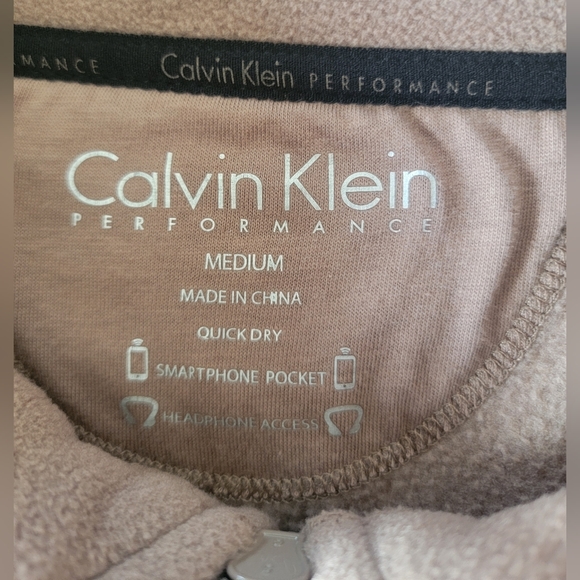 MANCE Calvin Klein PERFORMANCE
Calvin Klein
PERFORMANCE
MEDIUM
MADE IN CHINA
QUICK DRY
SMARTPHONE POCKET
HEADPHONE ACCESS